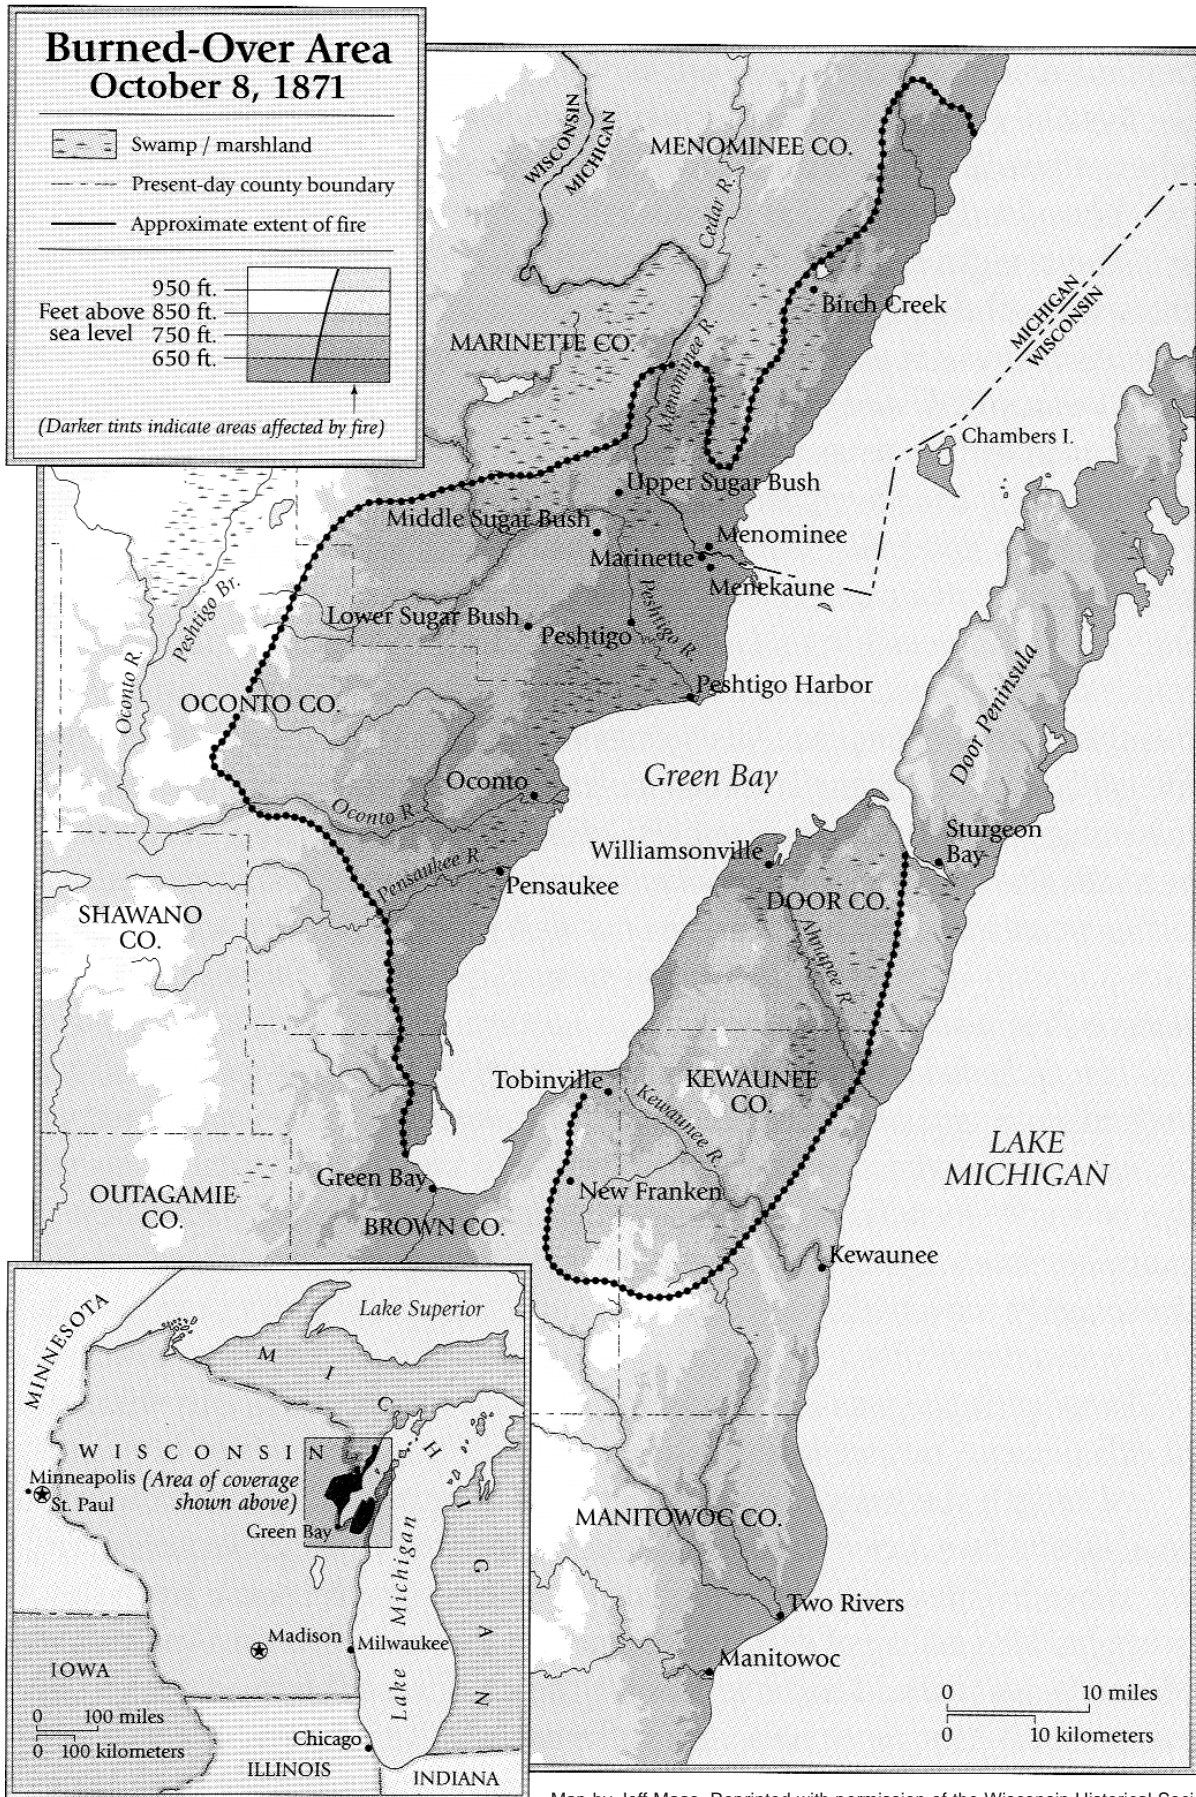 Burned-Over Area
October 8, 1871
Swamp / marshland
Present-day county boundary
Approximate extent of fire
950 ft.
Feet above 850 ft.
sea level 750 ft.
650 ft.
(Darker tints indicate areas affected by fire)
WISCONSIN
MICHIGAN
MENOMINEE CO.
Cedar R.
Birch Creek
MICHIGAN
WISCONSIN
MARINETTE CO.
Menominee R.
Chambers I.
Upper Sugar Bush
Middle Sugar Bush
Menominee
Marinette
Menekaune
Peshtigo Br.
Lower Sugar Bush
Peshtigo
Peshtigo R.
Oconto R.
OCONTO CO.
Peshtigo Harbor
Door Peninsula
Green Bay
Oconto
Oconto R.
Sturgeon
Bay
Williamsonville
Pensaukee R.
Pensaukee
DOOR CO.
SHAWANO
CO.
Ahnapee R.
Tobinville
KEWAUNEE
CO.
Kewaunee R.
LAKE
MICHIGAN
Green Bay
New Franken
OUTAGAMIE
CO.
BROWN CO.
Kewaunee
MANITOWOC CO.
Two Rivers
Manitowoc
0 10 miles
0 10 kilometers
MINNESOTA
Lake Superior
MICHIGAN
WISCONSIN
Minneapolis
St. Paul
(Area of coverage
shown above)
Green Bay
Lake Michigan
Madison
Milwaukee
IOWA
0 100 miles
0 100 kilometers
Chicago
ILLINOIS
INDIANA